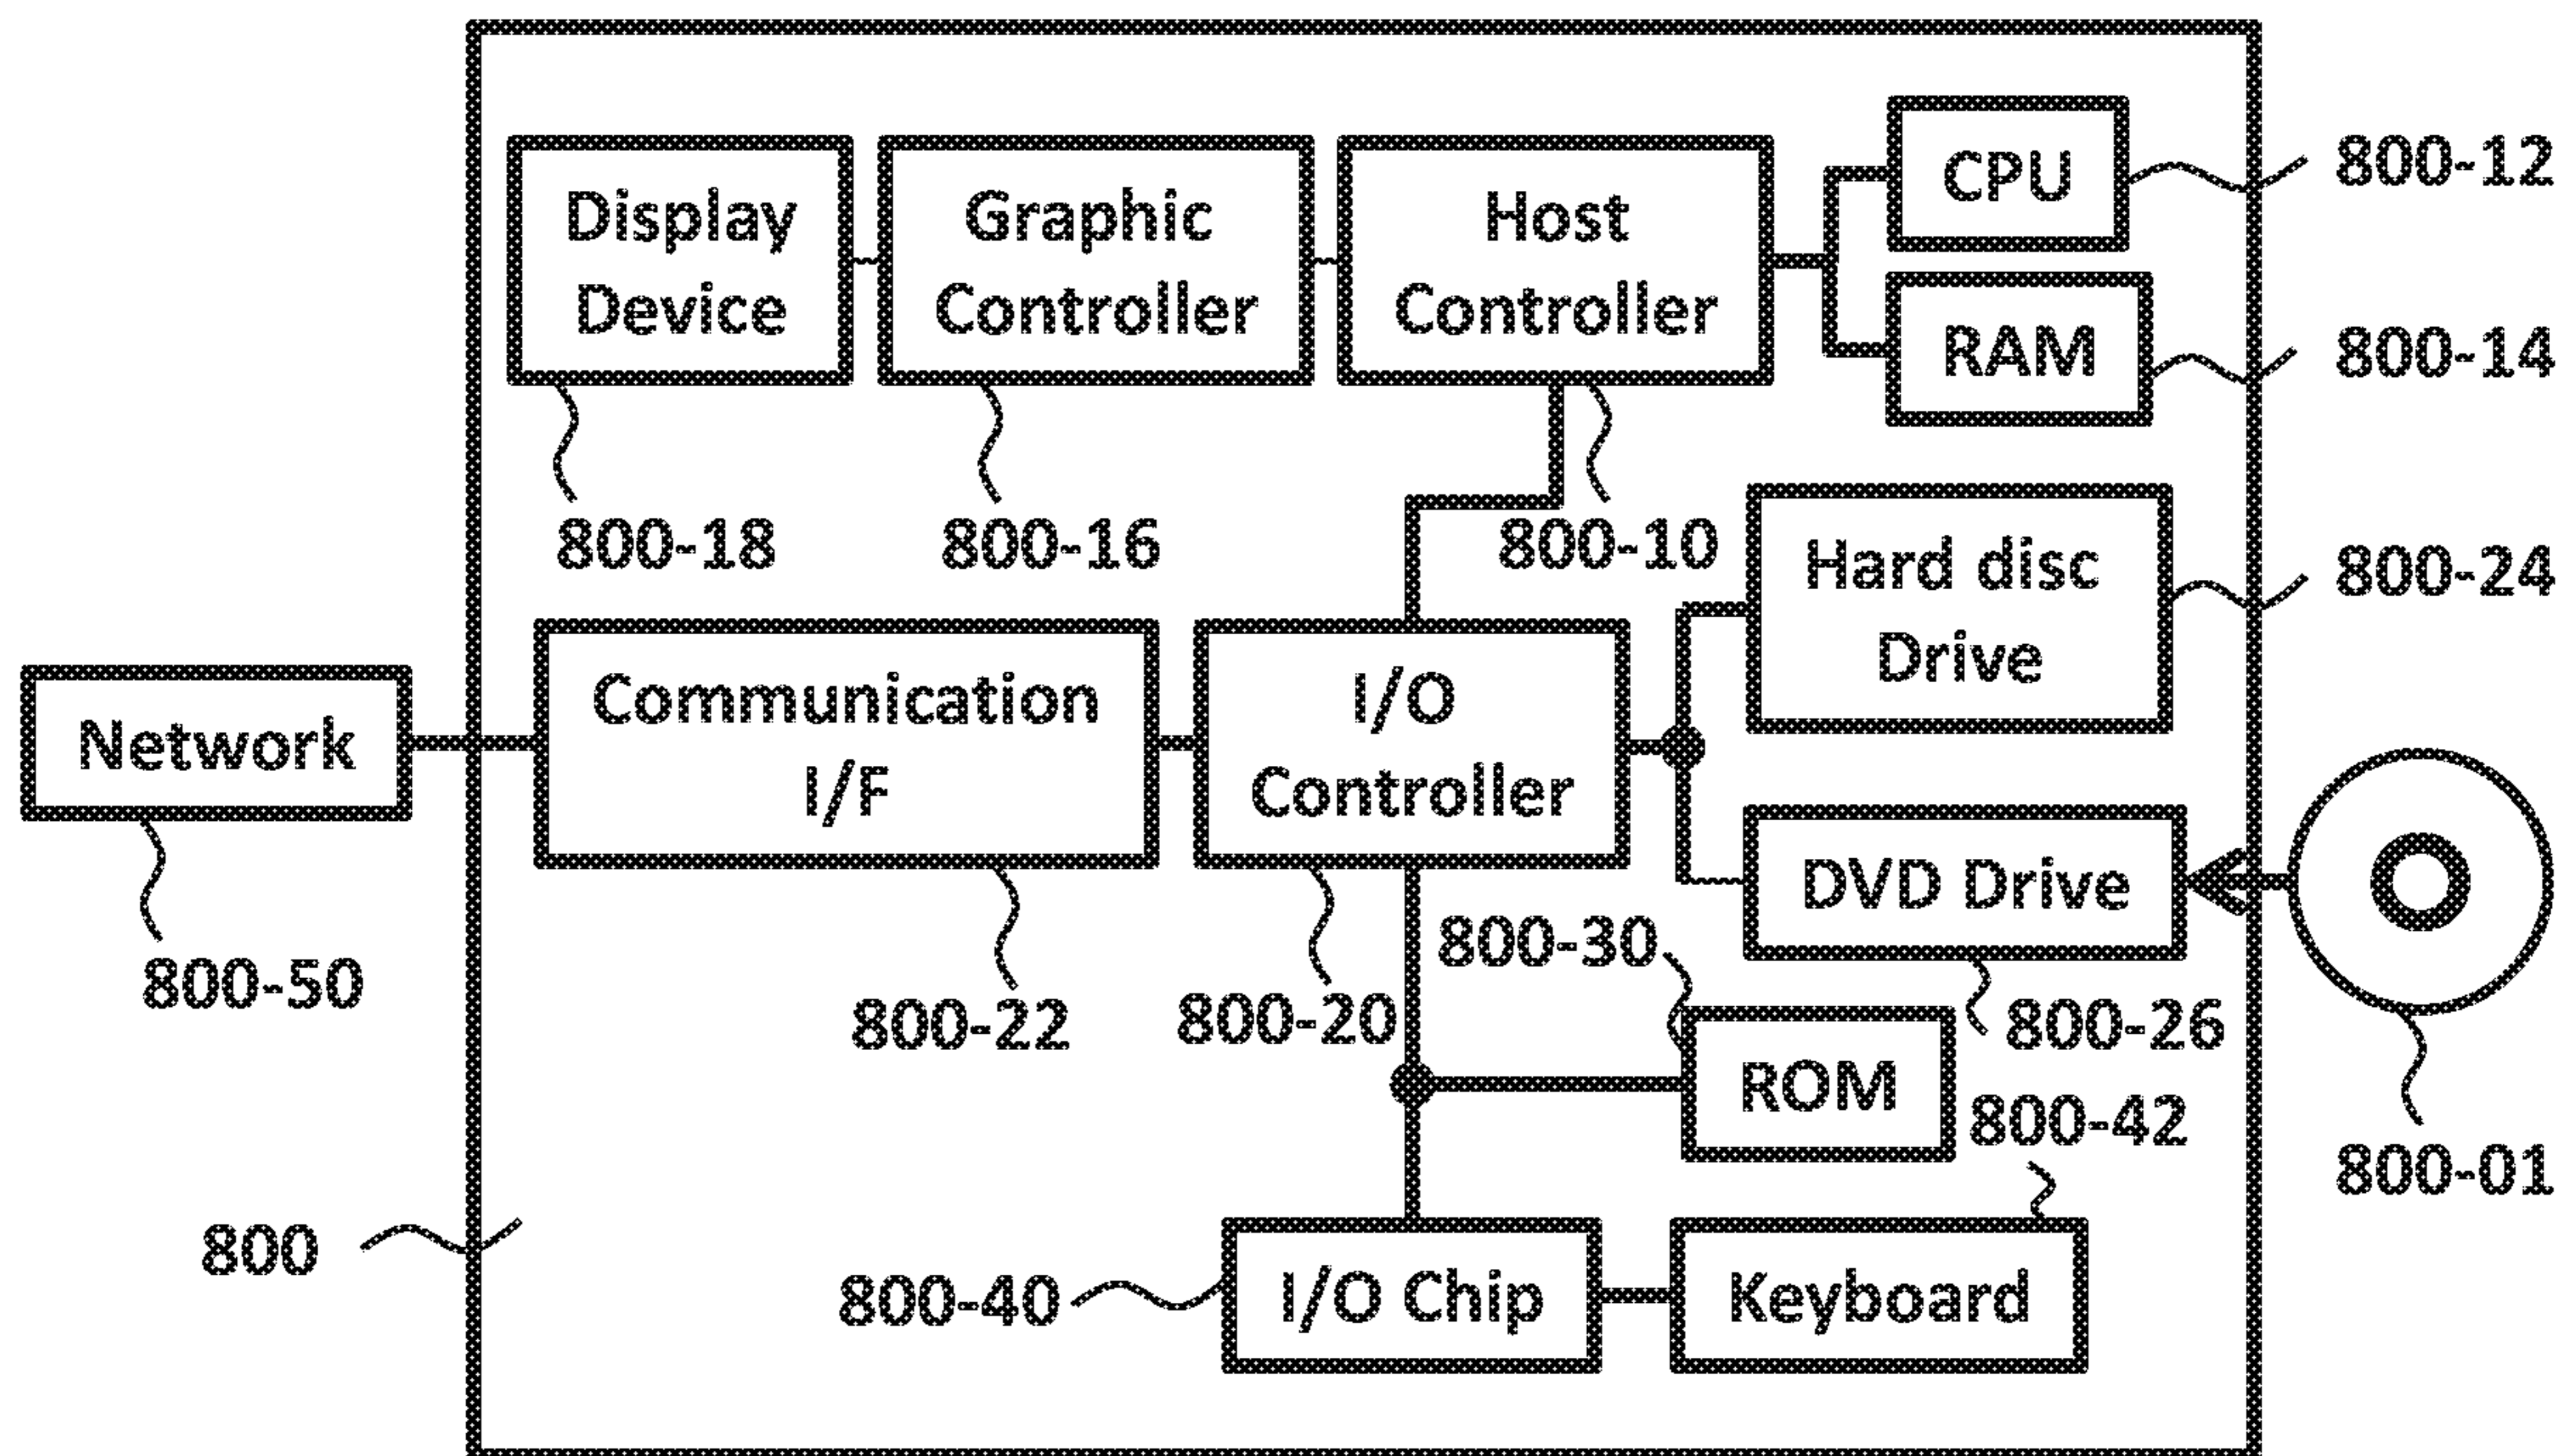 CPU
800-12
Display
Device
Graphic
Controller
Host
Controller
RAM
800-14
800-18
800-16
800-10
Hard disc
Drive
800-24
Network
Communication
I/F
I/O
Controller
DVD Drive
800-30
800-50
800-22
800-20
800-26
ROM
800-42
800-01
800
800-40
I/O Chip
Keyboard